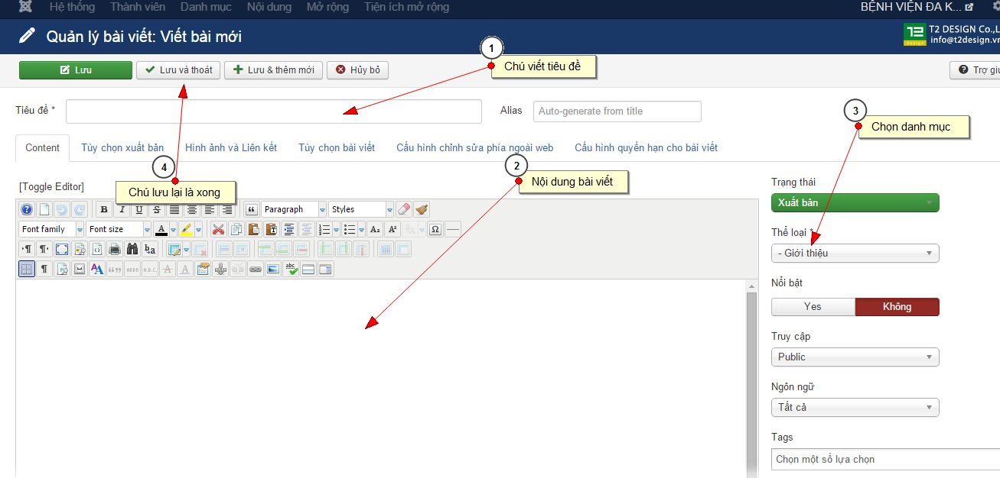 Hệ thống Thành viên Danh mục Nội dung Mở rộng Tiện ích mở rộng BỆNH VIỆN ĐA K...
Quản lý bài viết: Viết bài mới
T2 DESIGN Co.,L
design
info@t2design.vn
1
Chú viết tiêu đề
Lưu Lưu và thoát Lưu & thêm mới Hủy bỏ Trợ giú
Tiêu đề * Alias Auto-generate from title
3
Chọn danh mục
Content Tùy chọn xuất bản Hình ảnh và Liên kết Tùy chọn bài viết Cấu hình chỉnh sửa phía ngoài web Cấu hình quyền hạn cho bài viết
4
Chú lưu lại là xong
2
Nội dung bài viết
[Toggle Editor]
B I U S Paragraph Styles
Font family Font size A A₂ A² Ω
ABBR A.B.C. A A
abc
Trạng thái
Xuất bản
Thể loại *
- Giới thiệu
Nổi bật
Yes Không
Truy cập
Public
Ngôn ngữ
Tất cả
Tags
Chọn một số lựa chọn